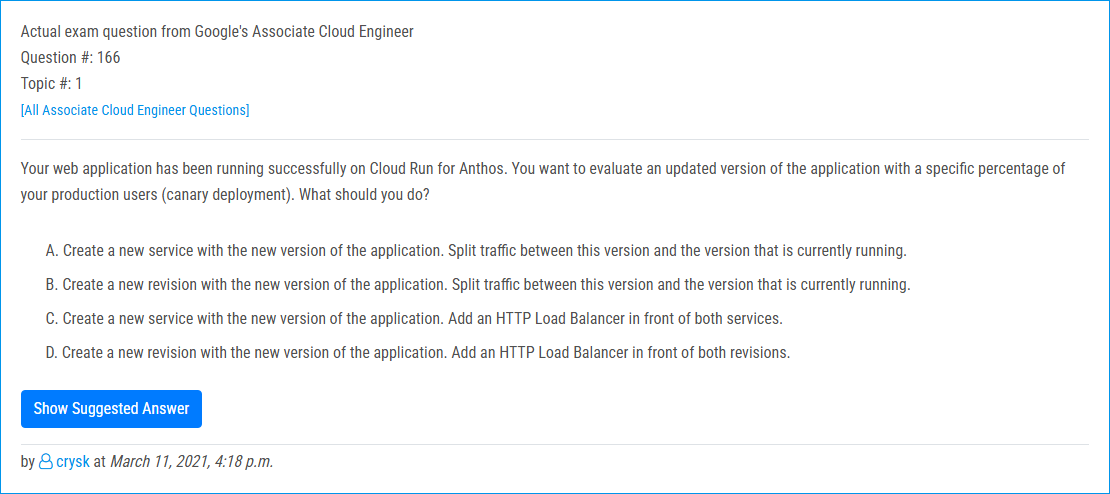 Actual exam question from Google's Associate Cloud Engineer
Question #: 166
Topic #: 1
[All Associate Cloud Engineer Questions]
Your web application has been running successfully on Cloud Run for Anthos. You want to evaluate an updated version of the application with a specific percentage of
your production users (canary deployment). What should you do?
A. Create a new service with the new version of the application. Split traffic between this version and the version that is currently running.
B. Create a new revision with the new version of the application. Split traffic between this version and the version that is currently running.
C. Create a new service with the new version of the application. Add an HTTP Load Balancer in front of both services.
D. Create a new revision with the new version of the application. Add an HTTP Load Balancer in front of both revisions.
Show Suggested Answer
by crysk at March 11, 2021, 4:18 p.m.